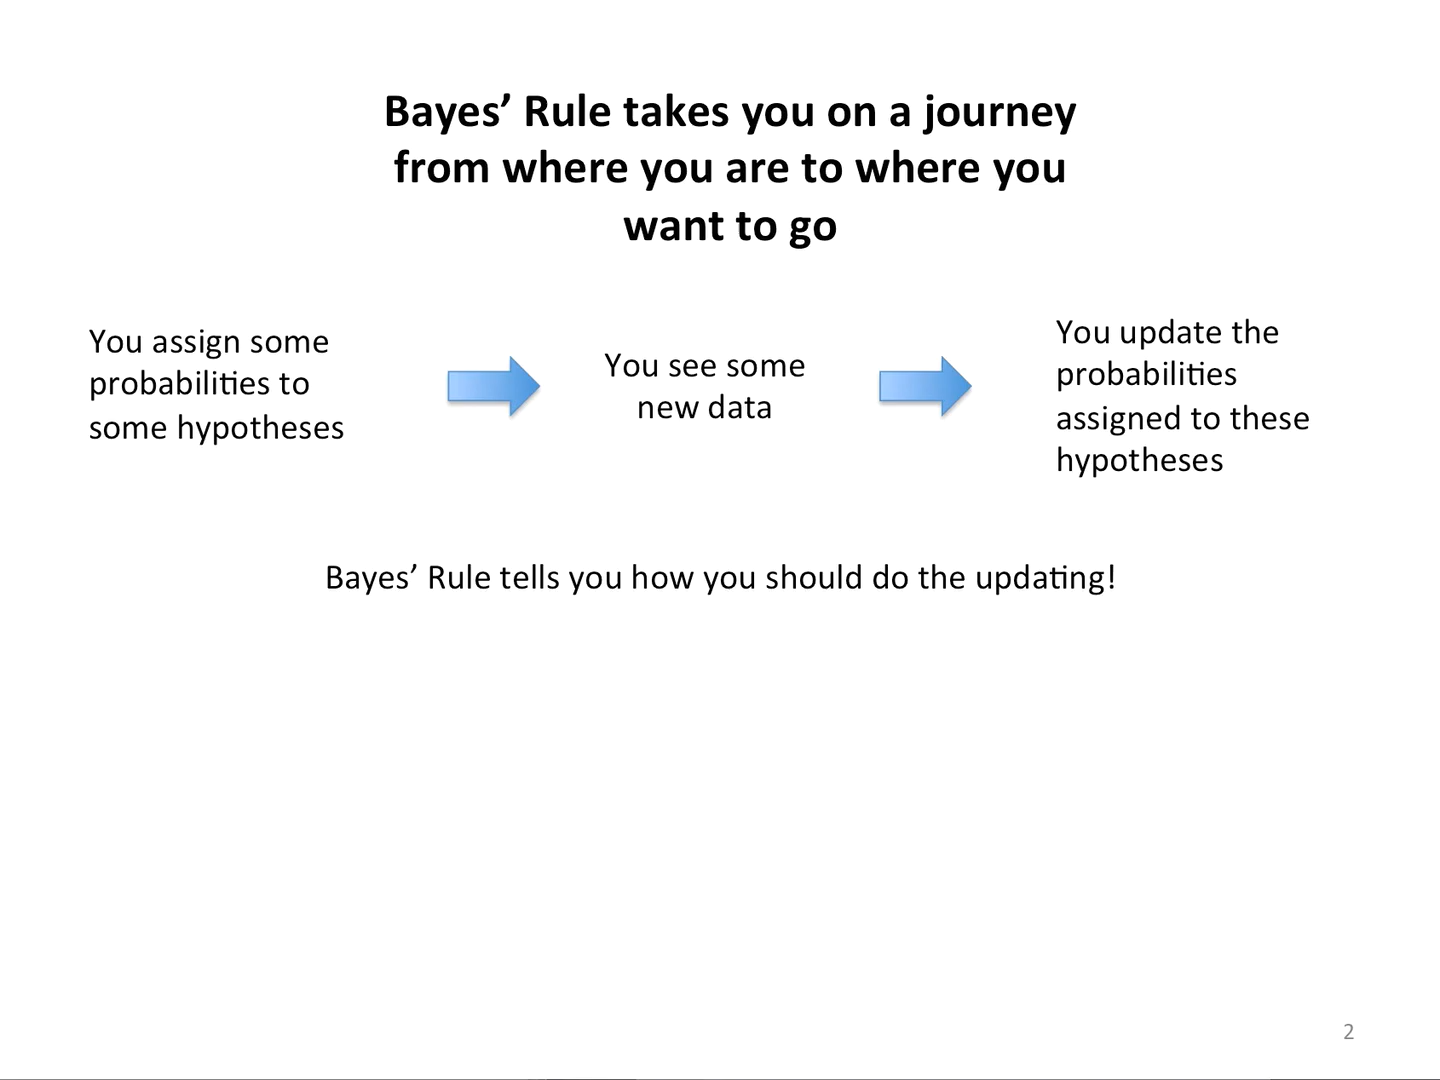 Bayes’ Rule takes you on a journey
from where you are to where you
want to go
You assign some
probabilities to
some hypotheses
You see some
new data
You update the
probabilities
assigned to these
hypotheses
Bayes’ Rule tells you how you should do the updating!
2